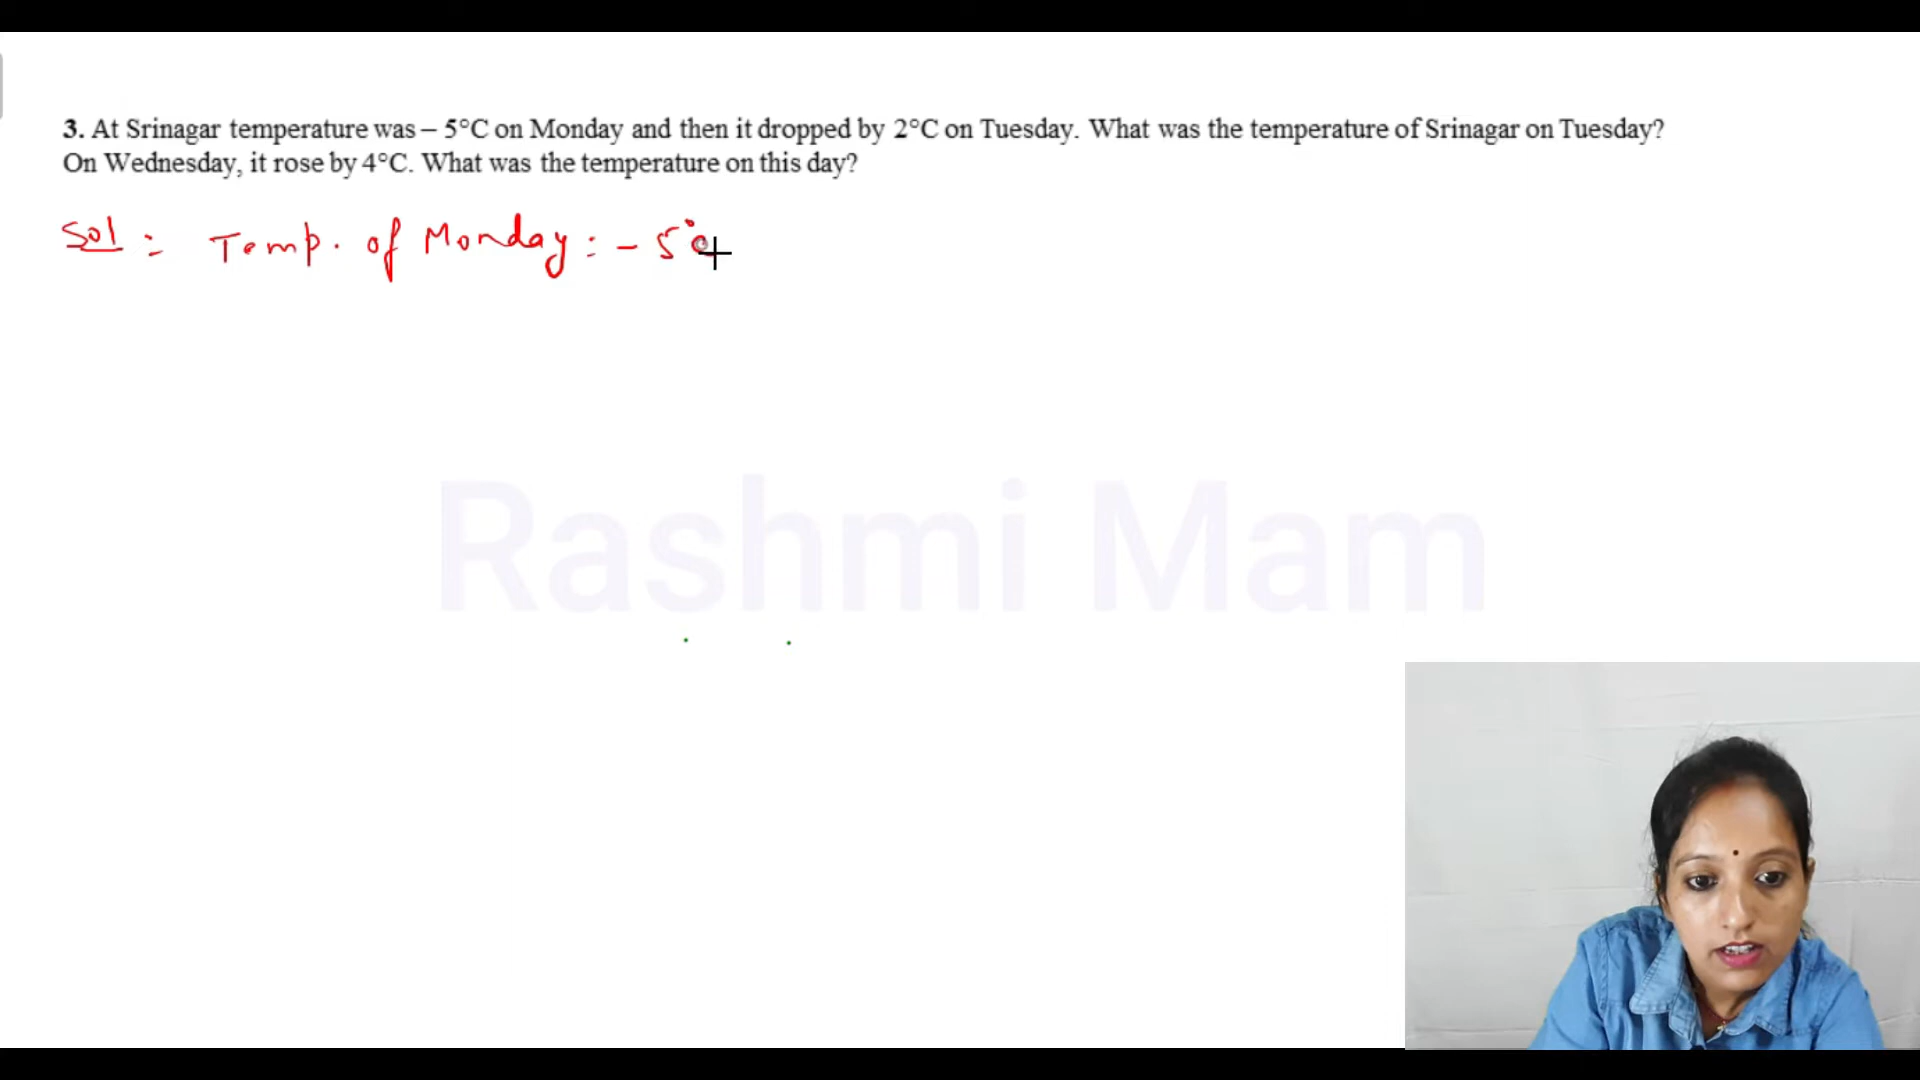 3. At Srinagar temperature was – 5°C on Monday and then it dropped by 2°C on Tuesday. What was the temperature of Srinagar on Tuesday?
On Wednesday, it rose by 4°C. What was the temperature on this day?
Sol = Temp. of Monday = - 5°C
Rashmi Mam